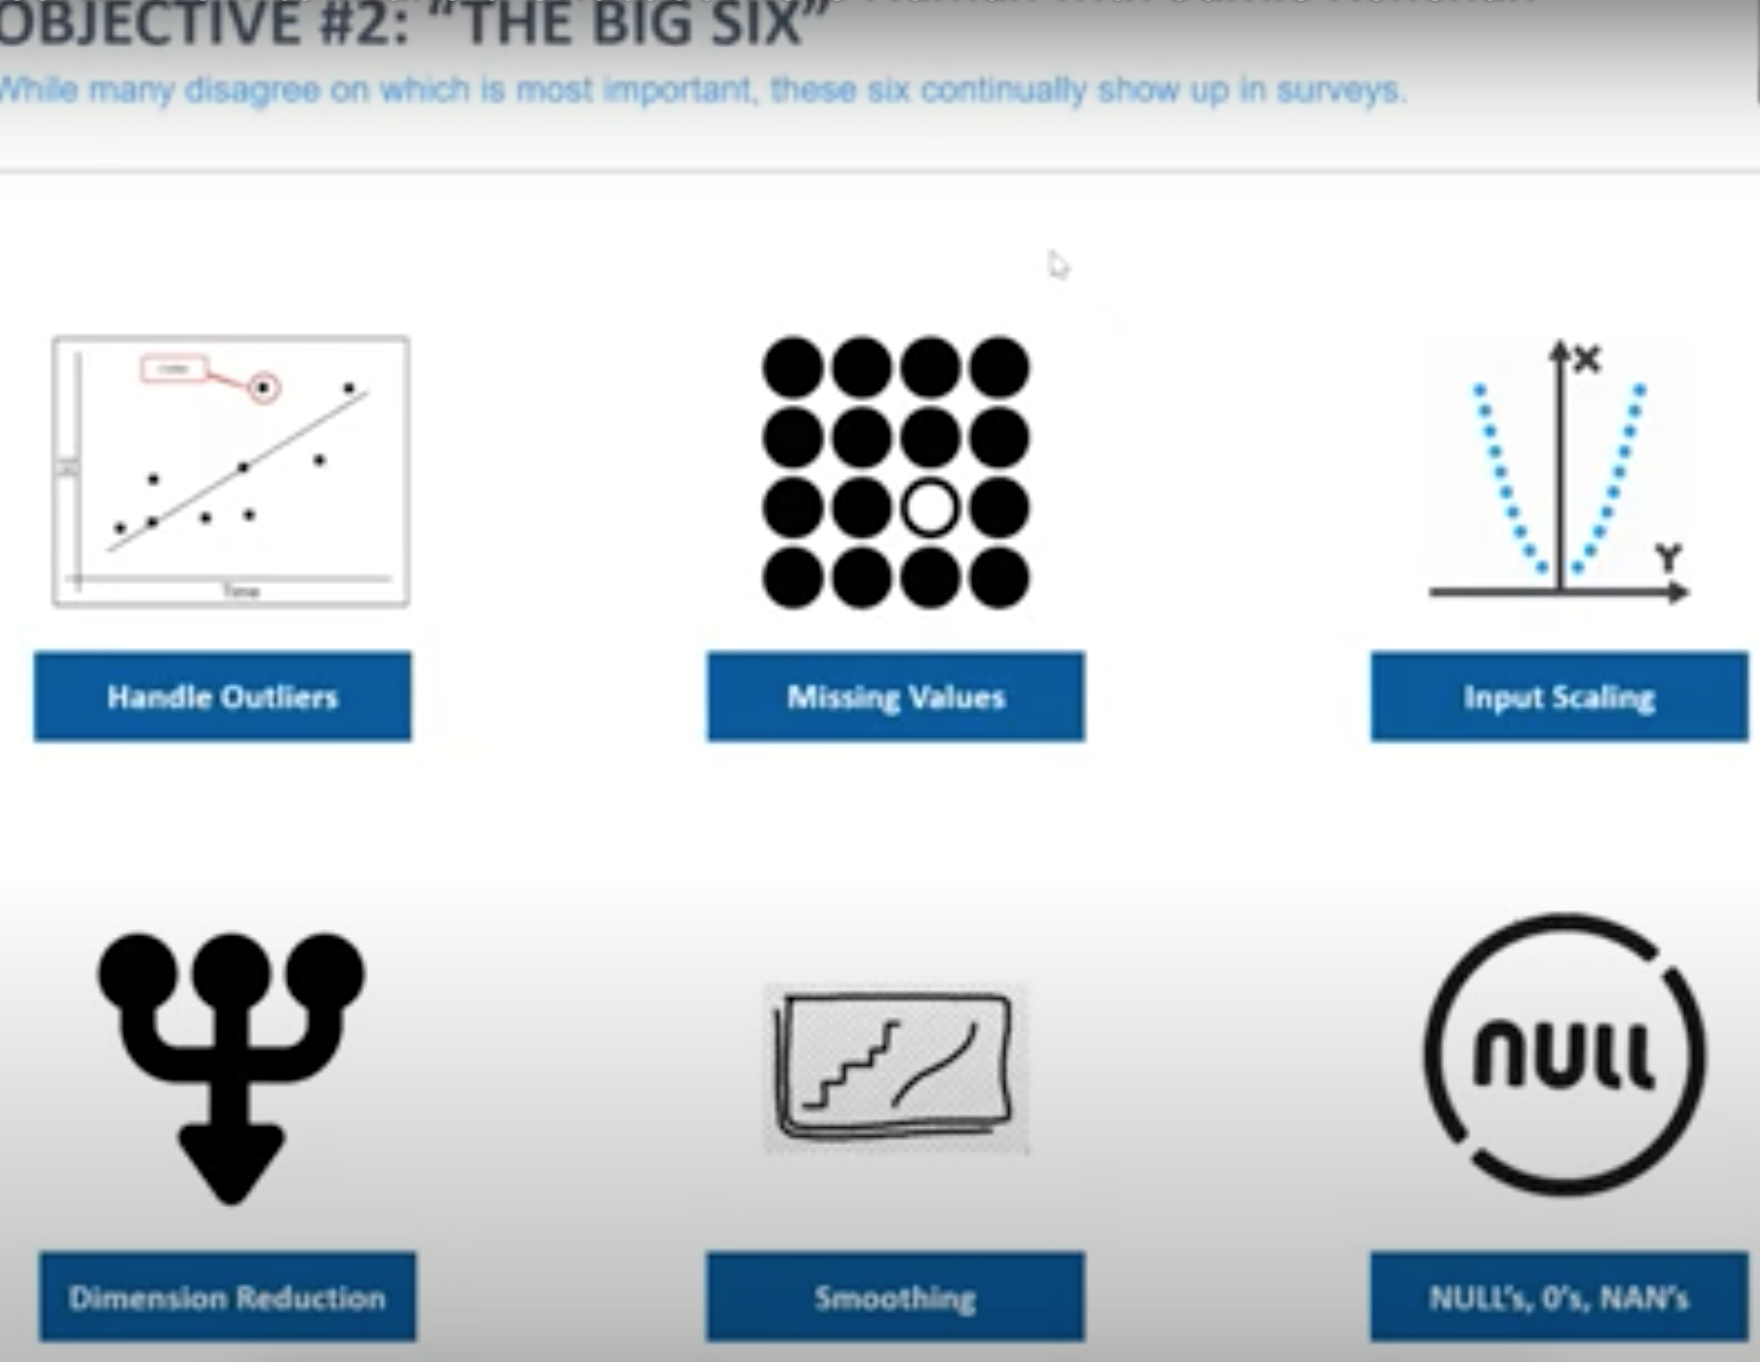 OBJECTIVE #2: “THE BIG SIX”
While many disagree on which is most important, these six continually show up in surveys.
Time
X
Y
Handle Outliers
Missing Values
Input Scaling
null
Dimension Reduction
Smoothing
NULL’s, 0’s, NAN’s